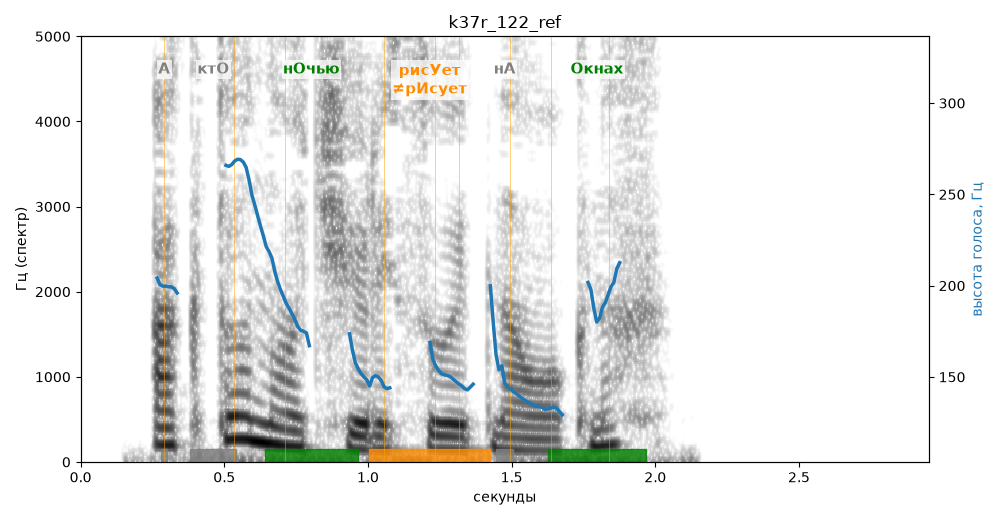 k37r_122_ref
5000
4000
3000
2000
1000
0
Гц (спектр)
А
ктО
нОчью
рисУет
≠рИсует
нА
Окнах
300
250
200
150
высота голоса, Гц
0.0 0.5 1.0 1.5 2.0 2.5
секунды